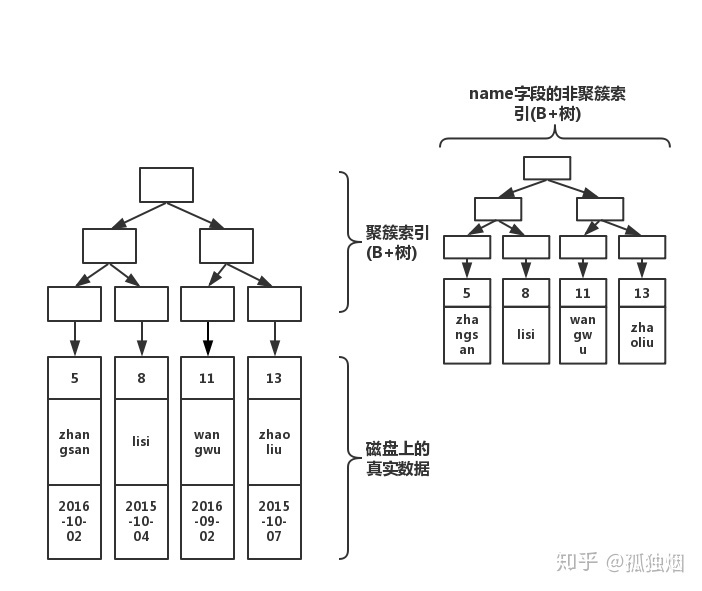 name字段的非聚簇索
引(B+树)
聚簇索引
(B+树)
5
8
11
13
zha
ngs
an
lisi
wan
gw
u
zha
oliu
5
8
11
13
zhan
gsan
lisi
wan
gwu
zhao
liu
磁盘上的
真实数据
2016
-10-
02
2015
-10-
04
2016
-09-
02
2015
-10-
07
知乎 @孤独烟